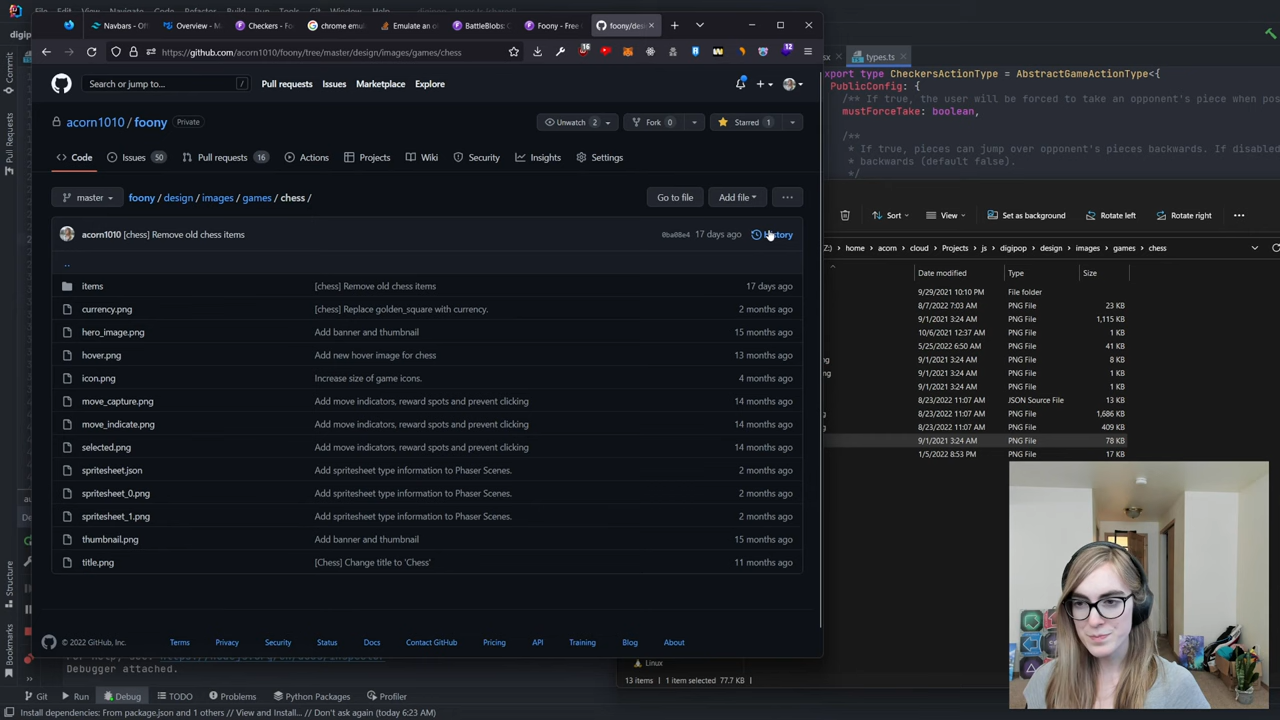 Navbars - Of
Overview - M
Checkers - Fo
chrome emul
Emulate an o
BattleBlobs: C
Foony - Free
foony/des
https://github.com/acorn1010/foony/tree/master/design/images/games/chess
16
12
Search or jump to...
/
Pull requests
Issues
Marketplace
Explore
acorn1010 / foony
Private
Unwatch 2
Fork 0
Starred 1
Code
Issues 50
Pull requests 16
Actions
Projects
Wiki
Security
Insights
Settings
master
foony / design / images / games / chess /
Go to file
Add file
acorn1010 [chess] Remove old chess items
0ba08e4 17 days ago
History
..
items
[chess] Remove old chess items
17 days ago
currency.png
[chess] Replace golden_square with currency.
2 months ago
hero_image.png
Add banner and thumbnail
15 months ago
hover.png
Add new hover image for chess
13 months ago
icon.png
Increase size of game icons.
4 months ago
move_capture.png
Add move indicators, reward spots and prevent clicking
14 months ago
move_indicate.png
Add move indicators, reward spots and prevent clicking
14 months ago
selected.png
Add move indicators, reward spots and prevent clicking
14 months ago
spritesheet.json
Add spritesheet type information to Phaser Scenes.
2 months ago
spritesheet_0.png
Add spritesheet type information to Phaser Scenes.
2 months ago
spritesheet_1.png
Add spritesheet type information to Phaser Scenes.
2 months ago
thumbnail.png
Add banner and thumbnail
15 months ago
title.png
[Chess] Change title to 'Chess'
11 months ago
© 2022 GitHub, Inc.
Terms
Privacy
Security
Status
Docs
Contact GitHub
Pricing
API
Training
Blog
About
types.ts
xport type CheckersActionType = AbstractGameActionType<{
PublicConfig: {
/** If true, the user will be forced to take an opponent's piece when pos
mustForceTake: boolean,
/**
* If true, pieces can jump over opponent's pieces backwards. If disabled
backwards (default false).
*/
Sort
View
Set as background
Rotate left
Rotate right
Z:) home acorn cloud Projects js digipop design images games chess
Date modified
Type
Size
9/29/2021 10:10 PM
File folder
8/7/2022 7:03 AM
PNG File
23 KB
9/1/2021 3:24 AM
PNG File
1,115 KB
10/6/2021 12:37 AM
PNG File
1 KB
5/25/2022 6:50 AM
PNG File
41 KB
9/1/2021 3:24 AM
PNG File
8 KB
9/1/2021 3:24 AM
PNG File
1 KB
9/1/2021 3:24 AM
PNG File
1 KB
8/23/2022 11:07 AM
JSON Source File
13 KB
8/23/2022 11:07 AM
PNG File
1,686 KB
8/23/2022 11:07 AM
PNG File
409 KB
9/1/2021 3:24 AM
PNG File
78 KB
1/5/2022 8:53 PM
PNG File
17 KB
Linux
13 items
1 item selected 77.7 KB
Commit
Pull Requests
Structure
Bookmarks
Debugger attached.
Git
Run
Debug
TODO
Problems
Python Packages
Profiler
Install dependencies: From package.json and 1 others // View and Install... // Don't ask again (today 6:23 AM)